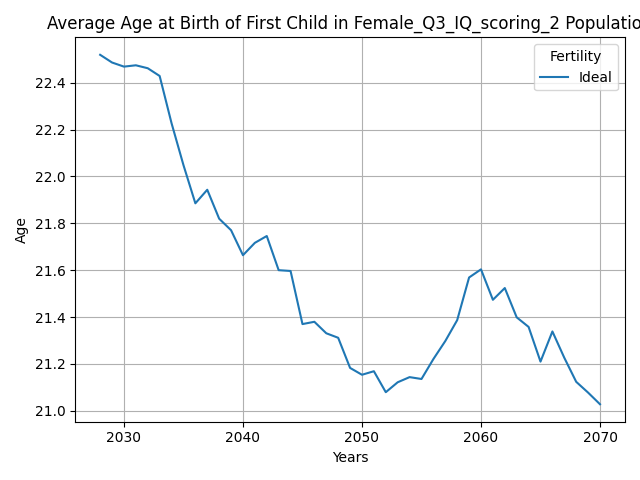 Average Age at Birth of First Child in Female_Q3_IQ_scoring_2 Populatio
Fertility
Ideal
22.4
22.2
22.0
21.8
21.6
21.4
21.2
21.0
Age
2030 2040 2050 2060 2070
Years